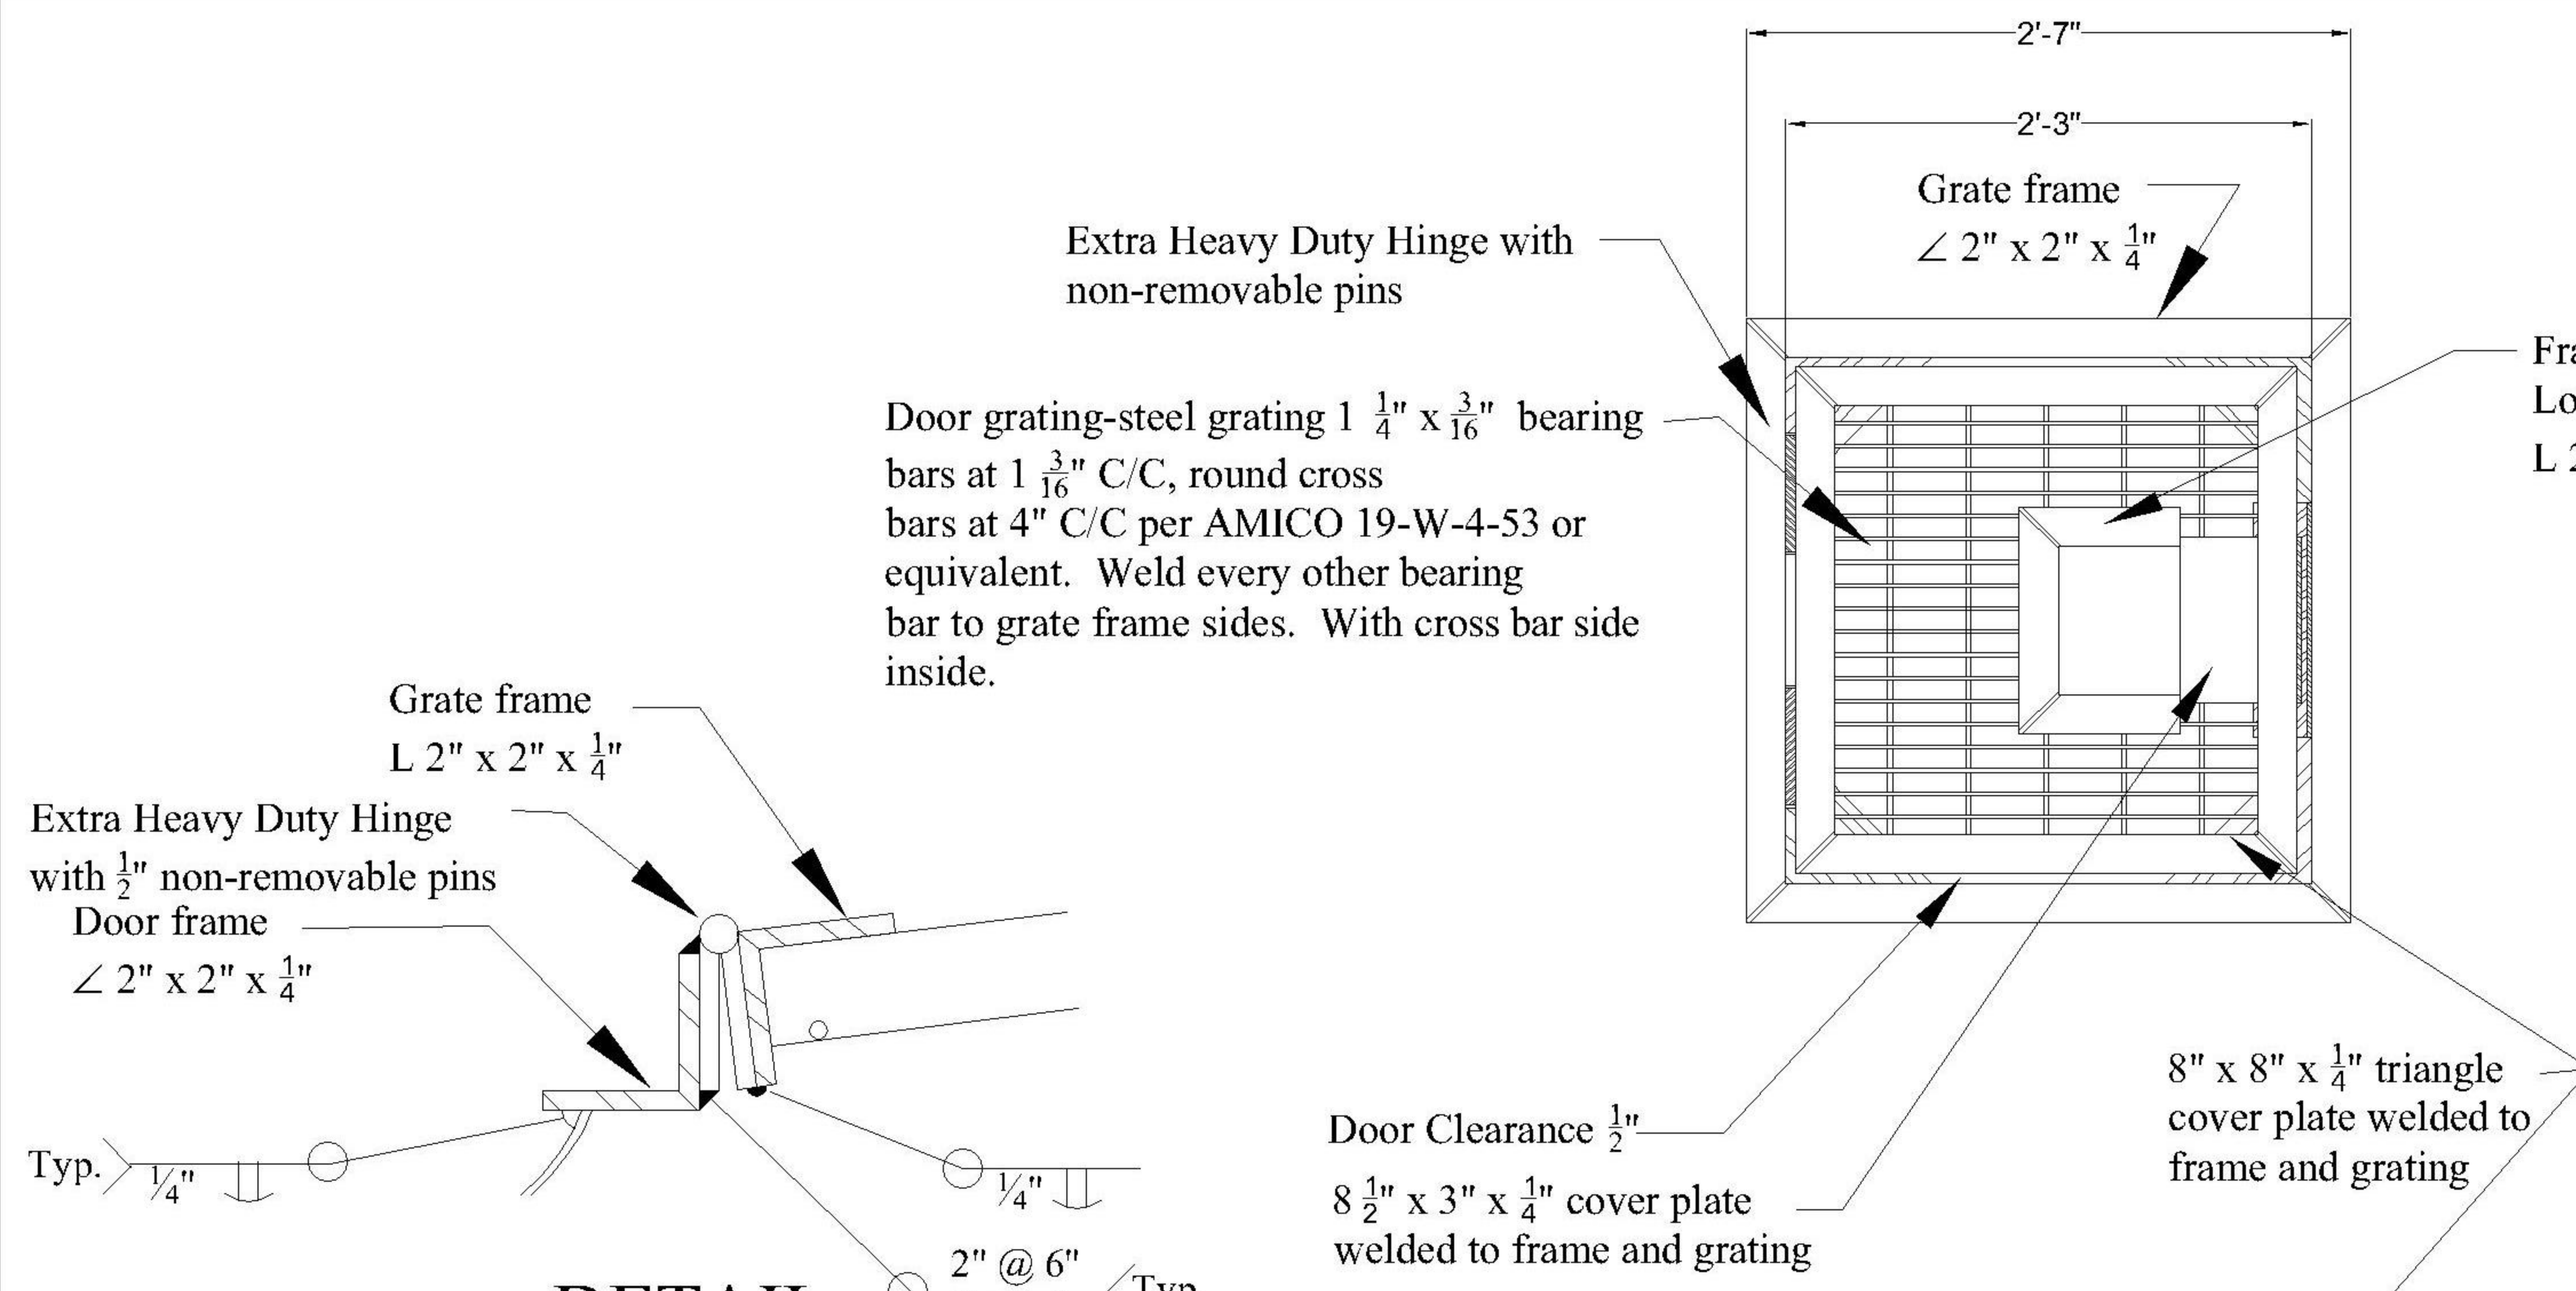 2'-7"
2'-3"
Grate frame
∠ 2" x 2" x 1/4"
Extra Heavy Duty Hinge with
non-removable pins
Door grating-steel grating 1 1/4" x 3/16" bearing
bars at 1 3/16" C/C, round cross
bars at 4" C/C per AMICO 19-W-4-53 or
equivalent. Weld every other bearing
bar to grate frame sides. With cross bar side
inside.
Grate frame
L 2" x 2" x 1/4"
Extra Heavy Duty Hinge
with 1/2" non-removable pins
Door frame
∠ 2" x 2" x 1/4"
Typ.
1/4"
1/4"
2" @ 6"
Typ
DETAIL
Door Clearance 1/2"
8 1/2" x 3" x 1/4" cover plate
welded to frame and grating
8" x 8" x 1/4" triangle
cover plate welded to
frame and grating